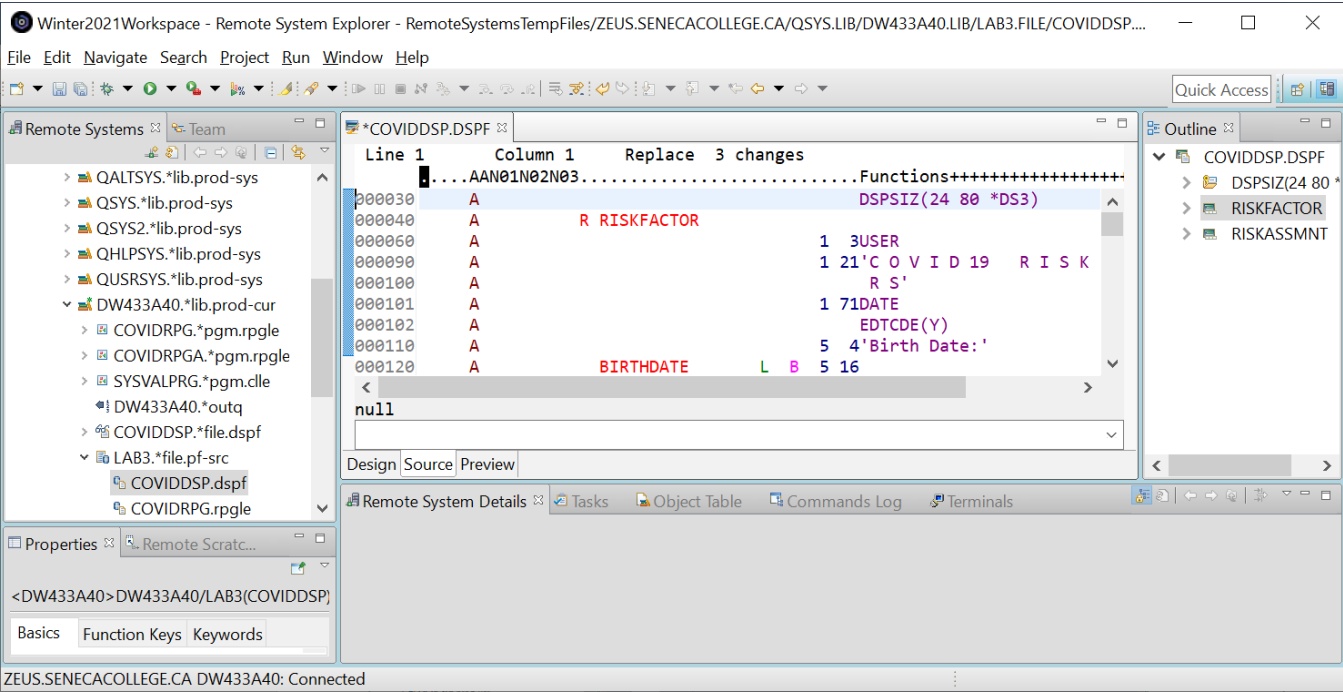 Winter2021Workspace - Remote System Explorer - RemoteSystemsTempFiles/ZEUS.SENECACOLLEGE.CA/QSYS.LIB/DW433A40.LIB/LAB3.FILE/COVIDDSP....
File Edit Navigate Search Project Run Window Help
Quick Access
Remote Systems Team
QALTSYS.*lib.prod-sys
QSYS.*lib.prod-sys
QSYS2.*lib.prod-sys
QHLPSYS.*lib.prod-sys
QUSRSYS.*lib.prod-sys
DW433A40.*lib.prod-cur
COVIDRPG.*pgm.rpgle
COVIDRPGA.*pgm.rpgle
SYSVALPRG.*pgm.clle
DW433A40.*outq
COVIDDSP.*file.dspf
LAB3.*file.pf-src
COVIDDSP.dspf
COVIDRPG.rpgle
*COVIDDSP.DSPF
Line 1 Column 1 Replace 3 changes
.....AAN01N02N03............................Functions++++++++++++++++++
000030 A DSPSIZ(24 80 *DS3)
000040 A R RISKFACTOR
000060 A 1 3USER
000090 A 1 21'C O V I D 19 R I S K
000100 A R S'
000101 A 1 71DATE
000102 A EDTCDE(Y)
000110 A 5 4'Birth Date:'
000120 A BIRTHDATE L B 5 16
null
Design Source Preview
Outline
COVIDDSP.DSPF
DSPSIZ(24 80 *
RISKFACTOR
RISKASSMNT
Remote System Details Tasks Object Table Commands Log Terminals
Properties Remote Scratc...
<DW433A40>DW433A40/LAB3(COVIDDSP)
Basics Function Keys Keywords
ZEUS.SENECACOLLEGE.CA DW433A40: Connected